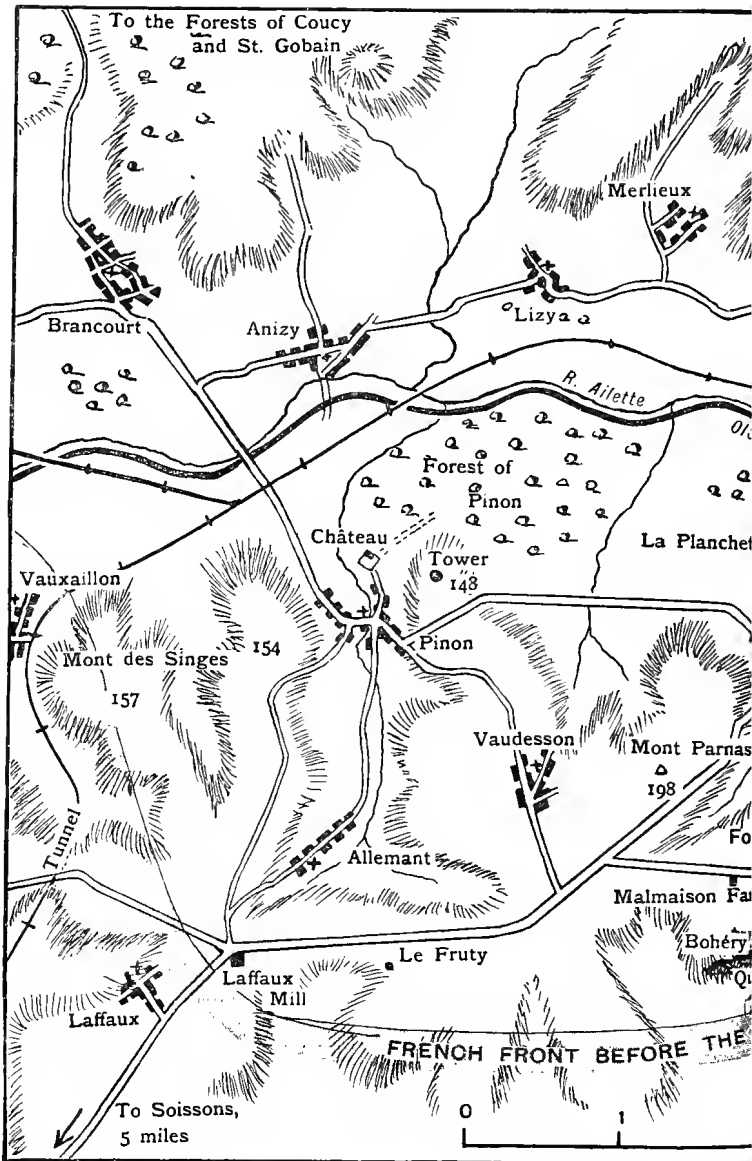 To the Forests of Coucy
and St. Gobain
Merlieux
Brancourt
Anizy
Lizy
R. Ailette
Forest of
Pinon
La Planchet
Château
Tower
148
Vauxaillon
Mont des Singes
154
157
Pinon
Vaudesson
Mont Parnas
198
Tunnel
Allemant
Fo
Malmaison Fa
Bohéry
Qu
Le Fruty
Laffaux
Mill
Laffaux
FRENCH FRONT BEFORE THE
To Soissons,
5 miles
0 1